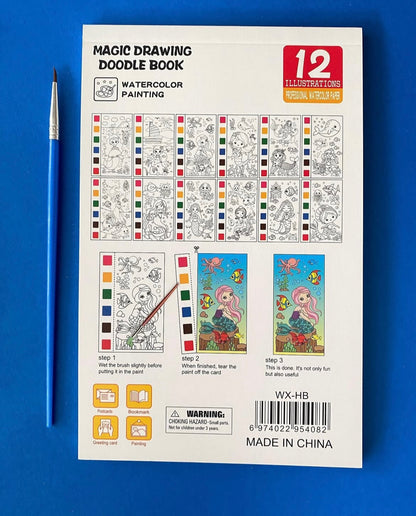 MAGIC DRAWING
DOODLE BOOK
WATERCOLOR
PAINTING
12
ILLUSTRATIONS
PROFESSIONAL WATERCOLOR PAPER
step 1
Wet the brush slightly before
putting it in the paint
step 2
When finished, tear the
paint off the card
step 3
This is done. It's not only fun
but also useful
Postcards
Bookmark
Greeting card
Painting
WARNING:
CHOKING HAZARD-Small parts.
Not be children under 3 years.
WX-HB
6 974022 954082
MADE IN CHINA